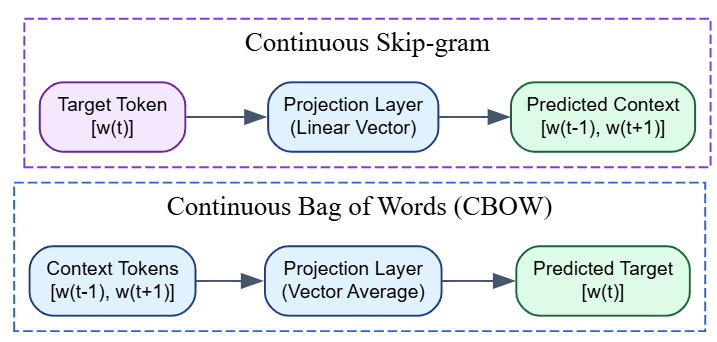 Continuous Skip-gram
Target Token
[w(t)]
Projection Layer
(Linear Vector)
Predicted Context
[w(t-1), w(t+1)]
Continuous Bag of Words (CBOW)
Context Tokens
[w(t-1), w(t+1)]
Projection Layer
(Vector Average)
Predicted Target
[w(t)]